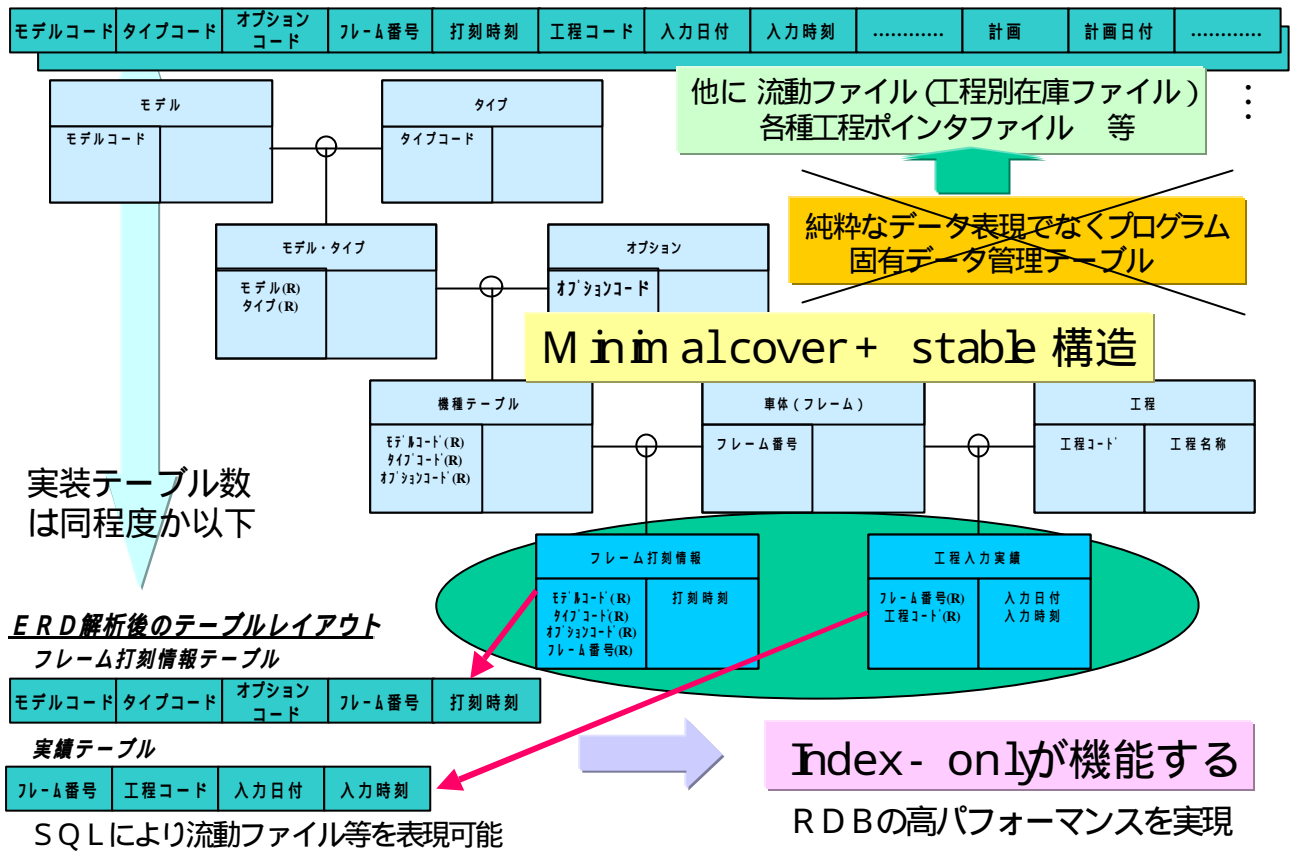 モデルコード タイプコード オプションコード フレーム番号 打刻時刻 工程コード 入力日付 入力時刻 ............ 計画 計画日付 ............
他に 流動ファイル (工程別在庫ファイル)
各種工程ポインタファイル 等
⋮
モデル
モデルコード
タイプ
タイプコード
純粋なデータ表現でなくプログラム
固有データ管理テーブル
モデル・タイプ
モデル(R)
タイプ(R)
オプション
オプションコード
Minimal cover + stable 構造
機種テーブル
モデルコード(R)
タイプコード(R)
オプションコード(R)
車体(フレーム)
フレーム番号
工程
工程コード 工程名称
実装テーブル数
は同程度か以下
フレーム打刻情報
モデルコード(R) 打刻時刻
タイプコード(R)
オプションコード(R)
フレーム番号(R)
工程入力実績
フレーム番号(R) 入力日付
工程コード(R) 入力時刻
ERD解析後のテーブルレイアウト
フレーム打刻情報テーブル
モデルコード タイプコード オプションコード フレーム番号 打刻時刻
実績テーブル
フレーム番号 工程コード 入力日付 入力時刻
SQLにより流動ファイル等を表現可能
Index-onlyが機能する
RDBの高パフォーマンスを実現